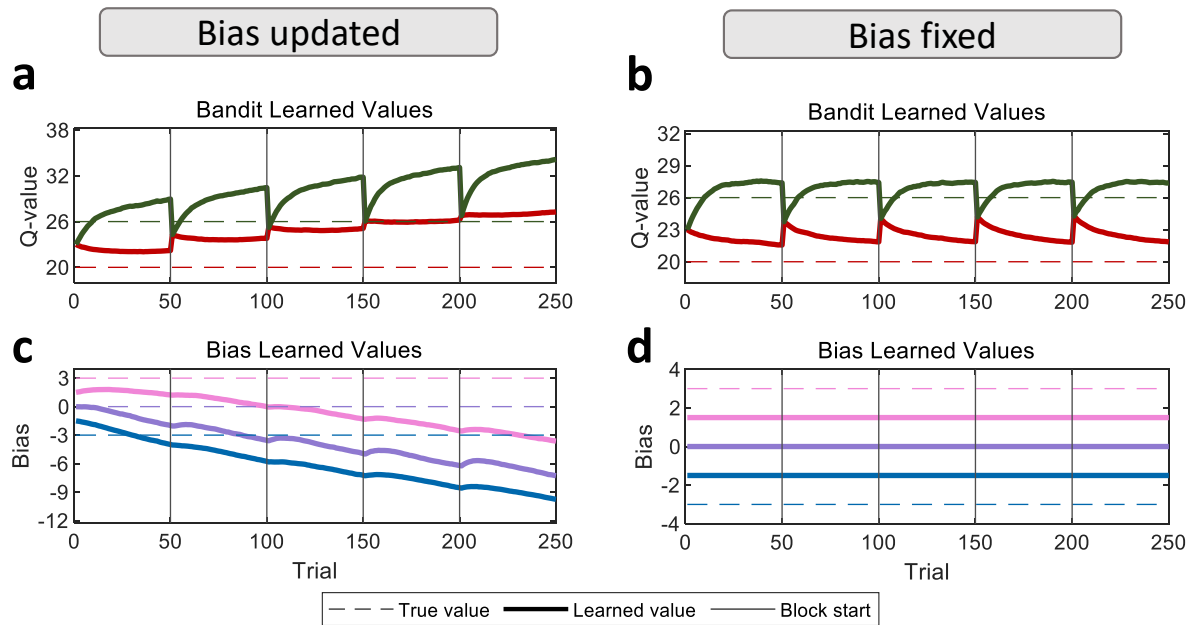 Bias updated
Bias fixed
a
Bandit Learned Values
Q-value
38
32
26
20
0 50 100 150 200 250
b
Bandit Learned Values
Q-value
32
29
26
23
20
0 50 100 150 200 250
c
Bias Learned Values
Bias
3
0
-3
-6
-9
-12
0 50 100 150 200 250
Trial
d
Bias Learned Values
Bias
4
2
0
-2
-4
0 50 100 150 200 250
Trial
True value Learned value Block start